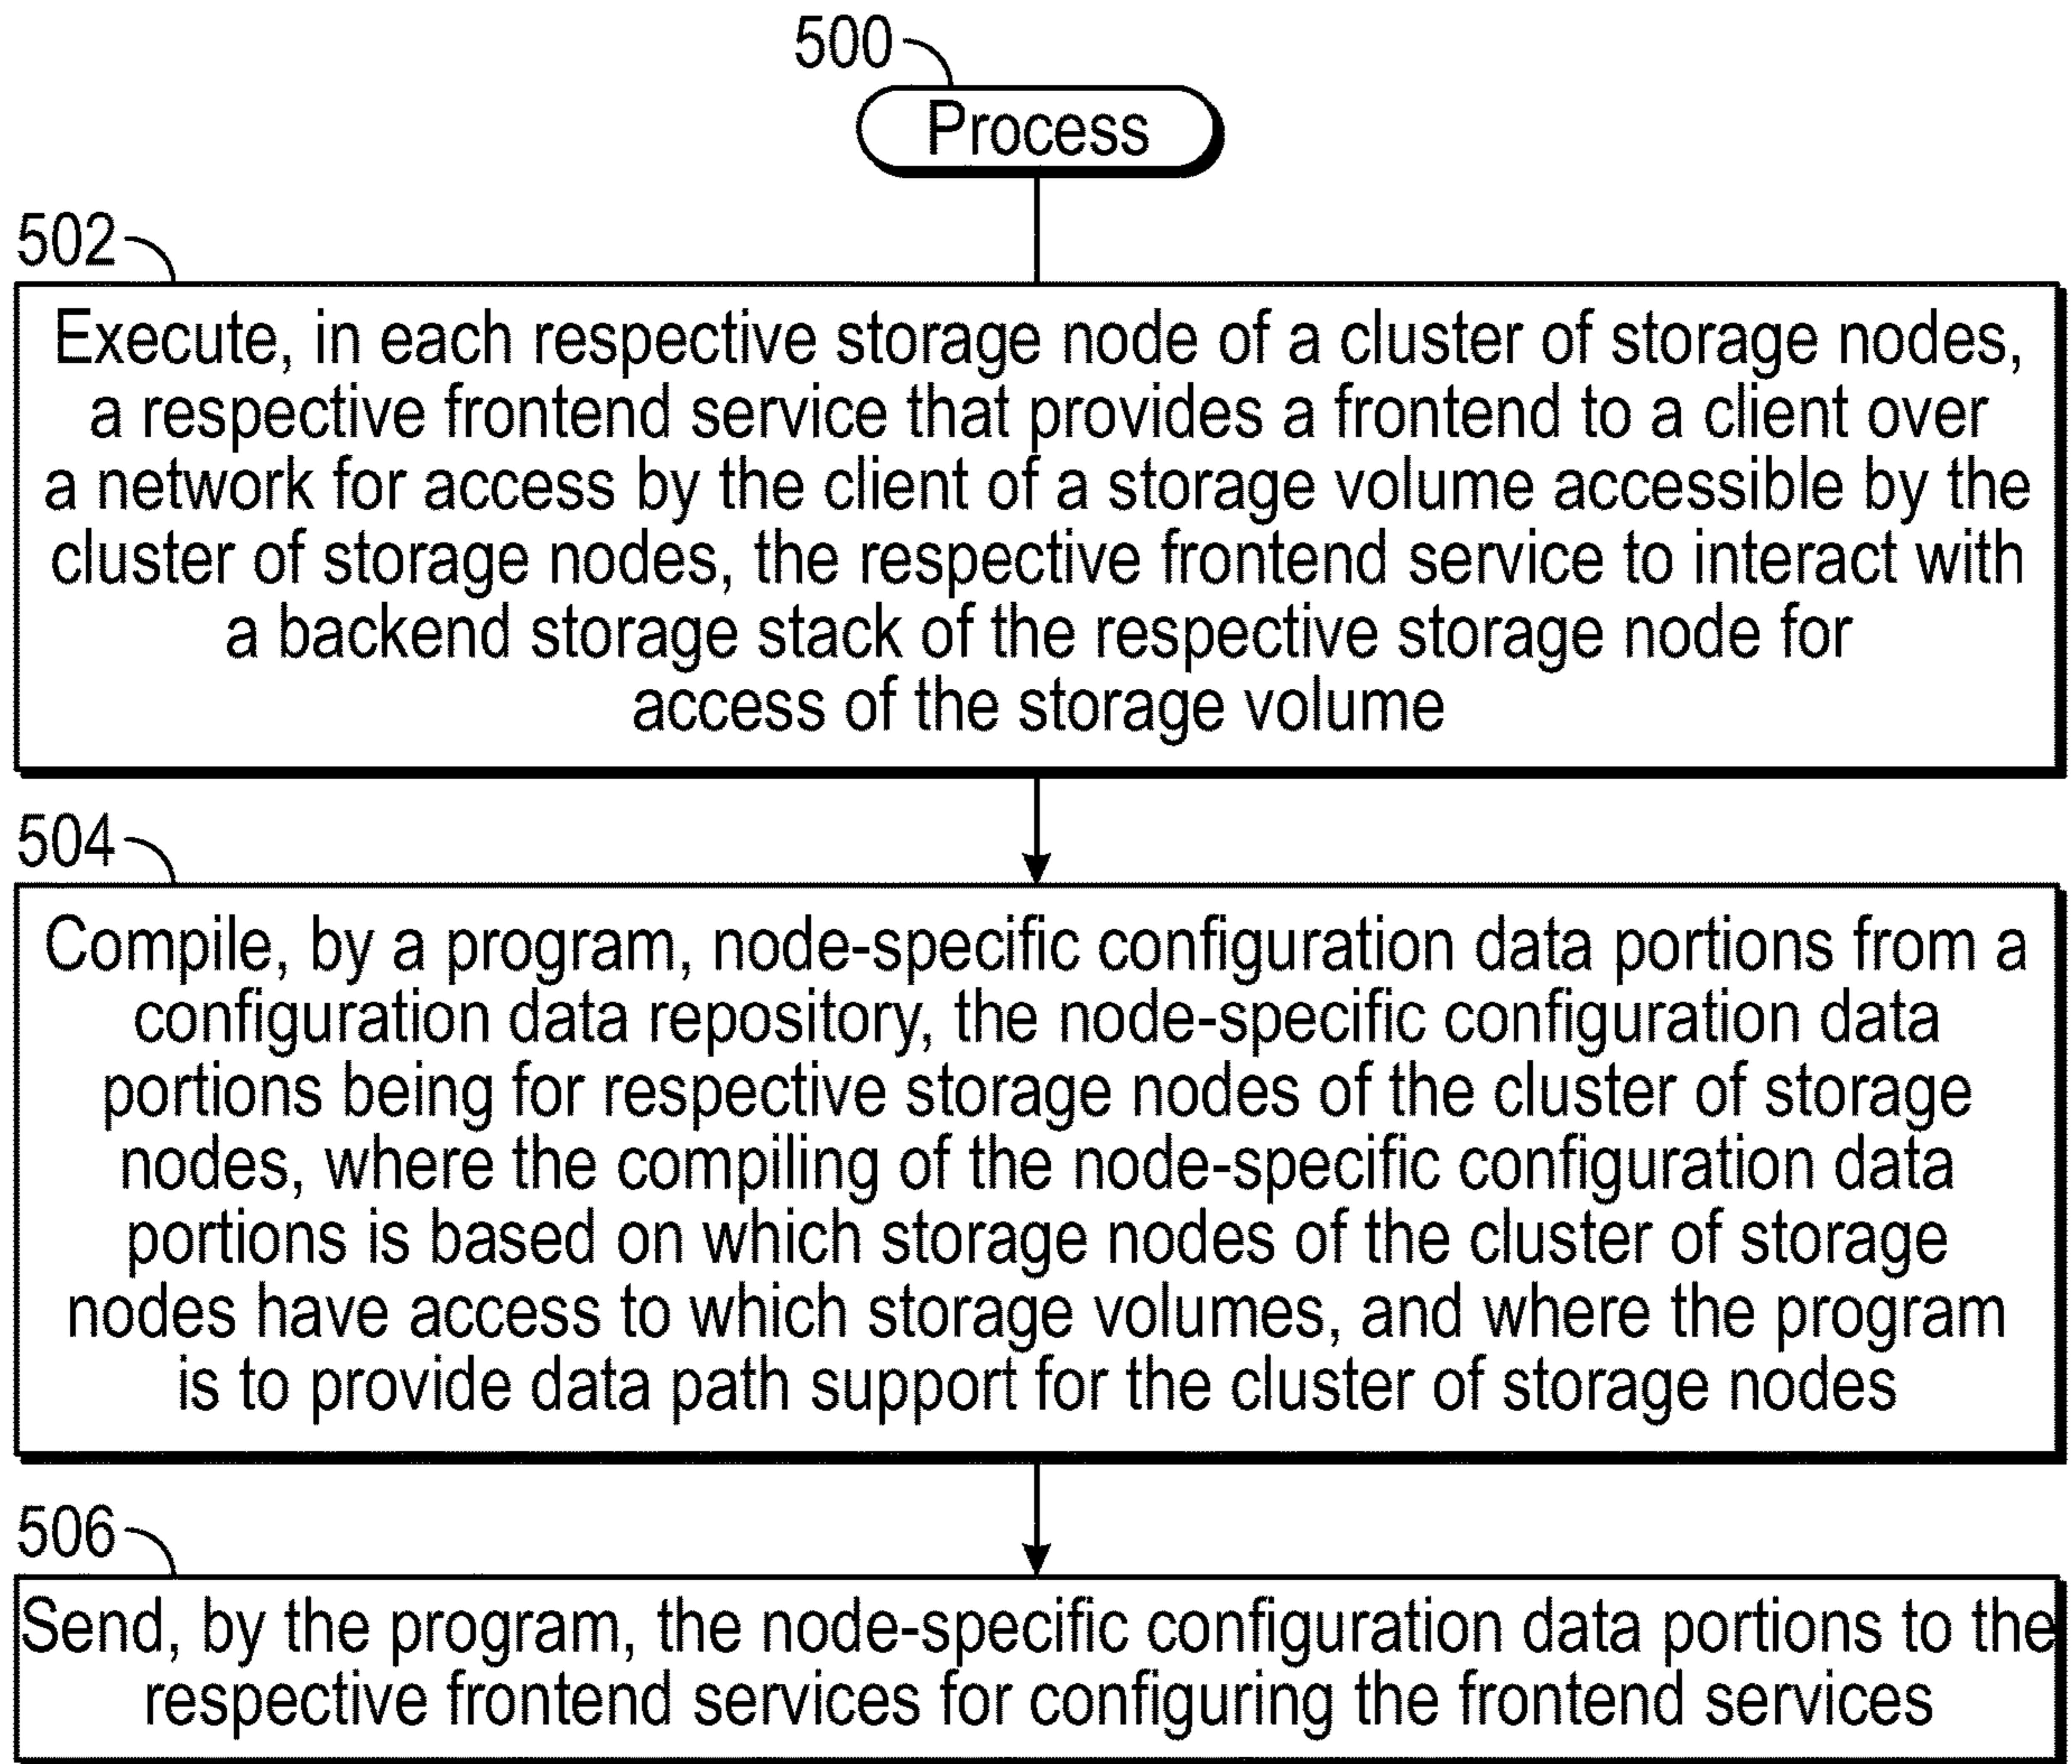 500
Process
502
Execute, in each respective storage node of a cluster of storage nodes,
a respective frontend service that provides a frontend to a client over
a network for access by the client of a storage volume accessible by the
cluster of storage nodes, the respective frontend service to interact with
a backend storage stack of the respective storage node for
access of the storage volume
504
Compile, by a program, node-specific configuration data portions from a
configuration data repository, the node-specific configuration data
portions being for respective storage nodes of the cluster of storage
nodes, where the compiling of the node-specific configuration data
portions is based on which storage nodes of the cluster of storage
nodes have access to which storage volumes, and where the program
is to provide data path support for the cluster of storage nodes
506
Send, by the program, the node-specific configuration data portions to the
respective frontend services for configuring the frontend services